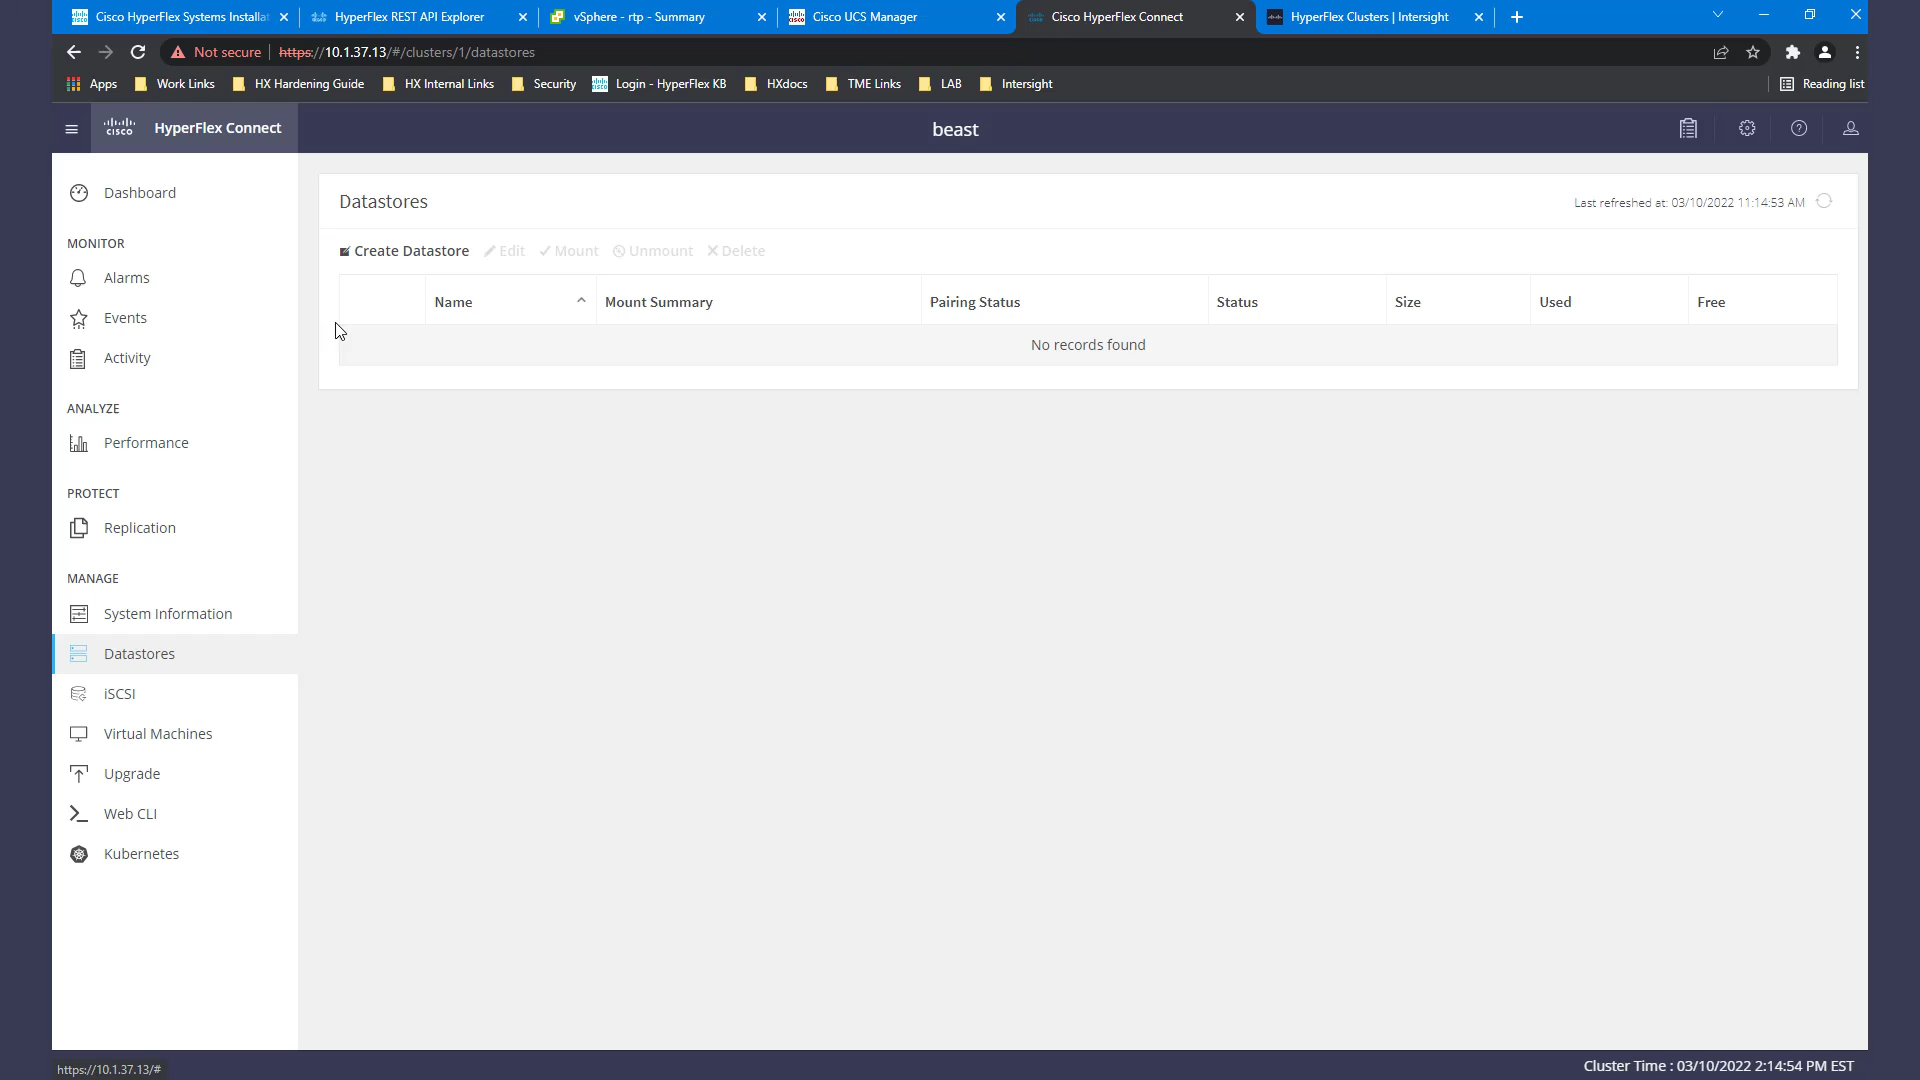 Cisco HyperFlex Systems Installat
HyperFlex REST API Explorer
vSphere - rtp - Summary
Cisco UCS Manager
Cisco HyperFlex Connect
HyperFlex Clusters | Intersight
Not secure
https://10.1.37.13/#/clusters/1/datastores
Apps
Work Links
HX Hardening Guide
HX Internal Links
Security
Login - HyperFlex KB
HXdocs
TME Links
LAB
Intersight
Reading list
CISCO
HyperFlex Connect
beast
Dashboard
MONITOR
Alarms
Events
Activity
ANALYZE
Performance
PROTECT
Replication
MANAGE
System Information
Datastores
iSCSI
Virtual Machines
Upgrade
Web CLI
Kubernetes
Datastores
Last refreshed at: 03/10/2022 11:14:53 AM
Create Datastore Edit Mount Unmount Delete
Name Mount Summary Pairing Status Status Size Used Free
No records found
https://10.1.37.13/#
Cluster Time : 03/10/2022 2:14:54 PM EST